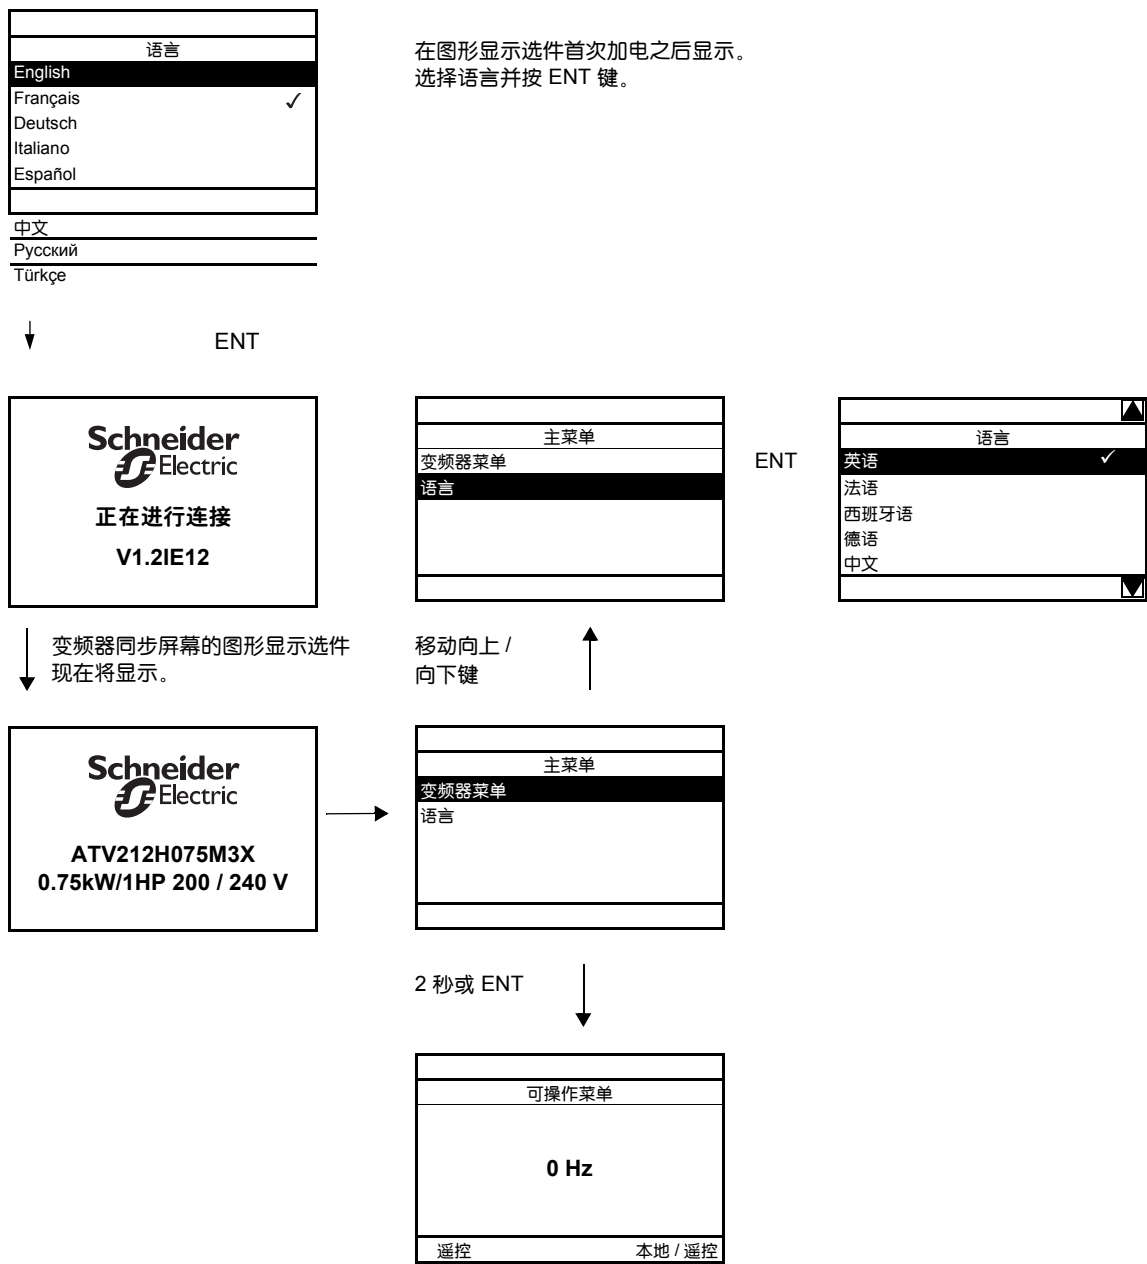 语言
English
Français
Deutsch
Italiano
Español
中文
Русский
Türkçe
在图形显示选件首次加电之后显示。
选择语言并按 ENT 键。
ENT
Schneider
Electric
正在进行连接
V1.2IE12
主菜单
变频器菜单
语言
ENT
语言
英语
法语
西班牙语
德语
中文
变频器同步屏幕的图形显示选件
现在将显示。
移动向上 /
向下键
Schneider
Electric
ATV212H075M3X
0.75kW/1HP 200 / 240 V
主菜单
变频器菜单
语言
2 秒或 ENT
可操作菜单
0 Hz
遥控
本地 / 遥控